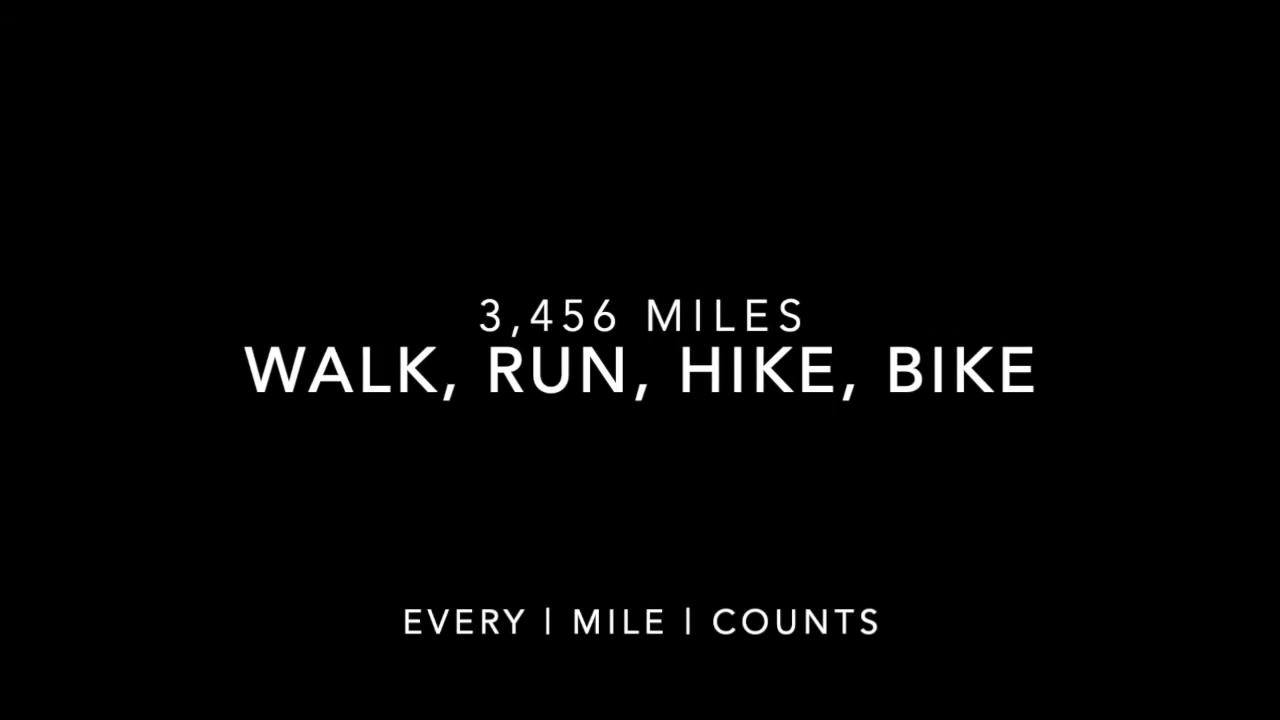 3,456 MILES
WALK, RUN, HIKE, BIKE
EVERY | MILE | COUNTS